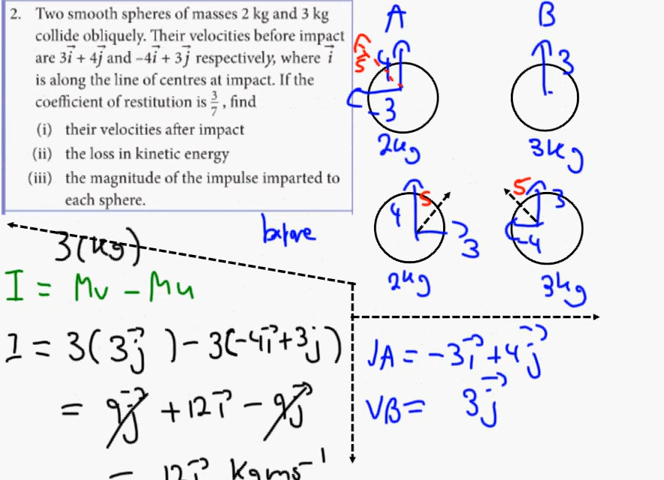 2. Two smooth spheres of masses 2 kg and 3 kg
collide obliquely. Their velocities before impact
are 3i⃗ + 4j⃗ and −4i⃗ + 3j⃗ respectively, where i⃗
is along the line of centres at impact. If the
coefficient of restitution is 3/7, find
(i) their velocities after impact
(ii) the loss in kinetic energy
(iii) the magnitude of the impulse imparted to
each sphere.
A B
5 4 3
-3
2kg 3kg
before
4 5 3 5 3 -4
2kg 3kg
3(kg)
I = Mv − Mu
I = 3(3j⃗) − 3(−4i⃗+3j)
= 9j⃗ + 12i⃗ − 9j⃗
= 12i⃗ Kgms⁻¹
VA = −3i⃗ + 4j⃗
VB = 3j⃗